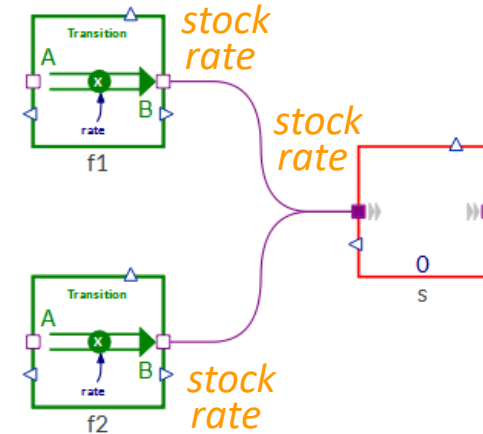 stock
rate
Transition
A
x
B
rate
f1
stock
rate
0
s
Transition
A
x
B
rate
f2
stock
rate